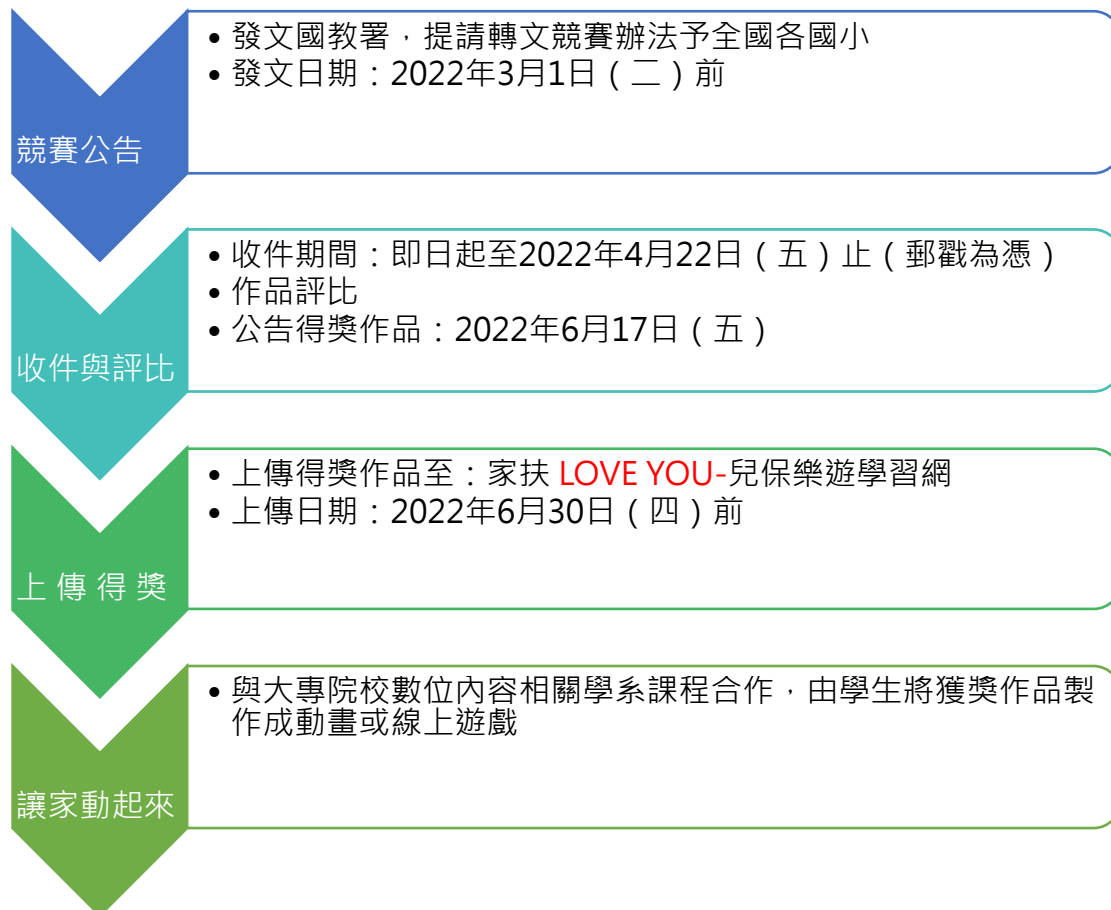 競賽公告
• 發文國教署，提請轉文競賽辦法予全國各國小
• 發文日期：2022年3月1日（二）前
收件與評比
• 收件期間：即日起至2022年4月22日（五）止（郵戳為憑）
• 作品評比
• 公告得獎作品：2022年6月17日（五）
上傳得獎
• 上傳得獎作品至：家扶 LOVE YOU-兒保樂遊學習網
• 上傳日期：2022年6月30日（四）前
讓家動起來
• 與大專院校數位內容相關學系課程合作，由學生將獲獎作品製
作成動畫或線上遊戲